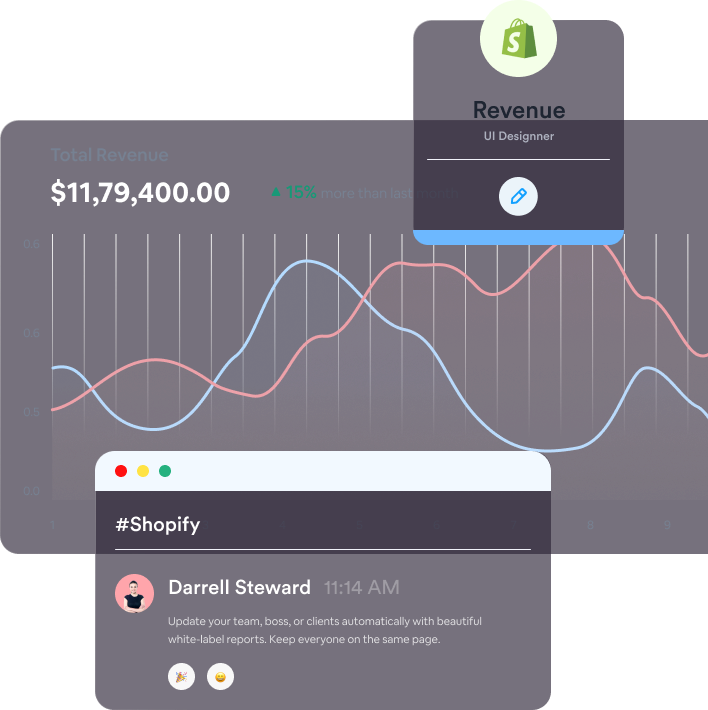 Revenue
UI Designner
Total Revenue
$11,79,400.00
15% more than last month
0.8
0.6
0.5
0.0
8
9
#Shopify
Darrell Steward 11:14 AM
Update your team, boss, or clients automatically with beautiful
white-label reports. Keep everyone on the same page.